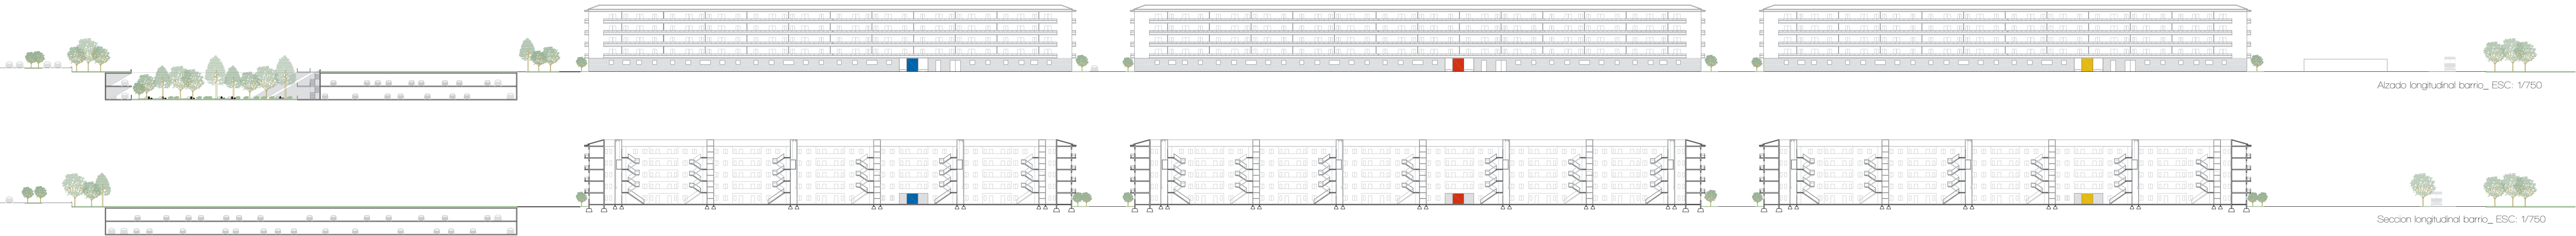 Alzado longitudinal barrio_ ESC: 1/750
Seccion longitudinal barrio_ ESC: 1/750